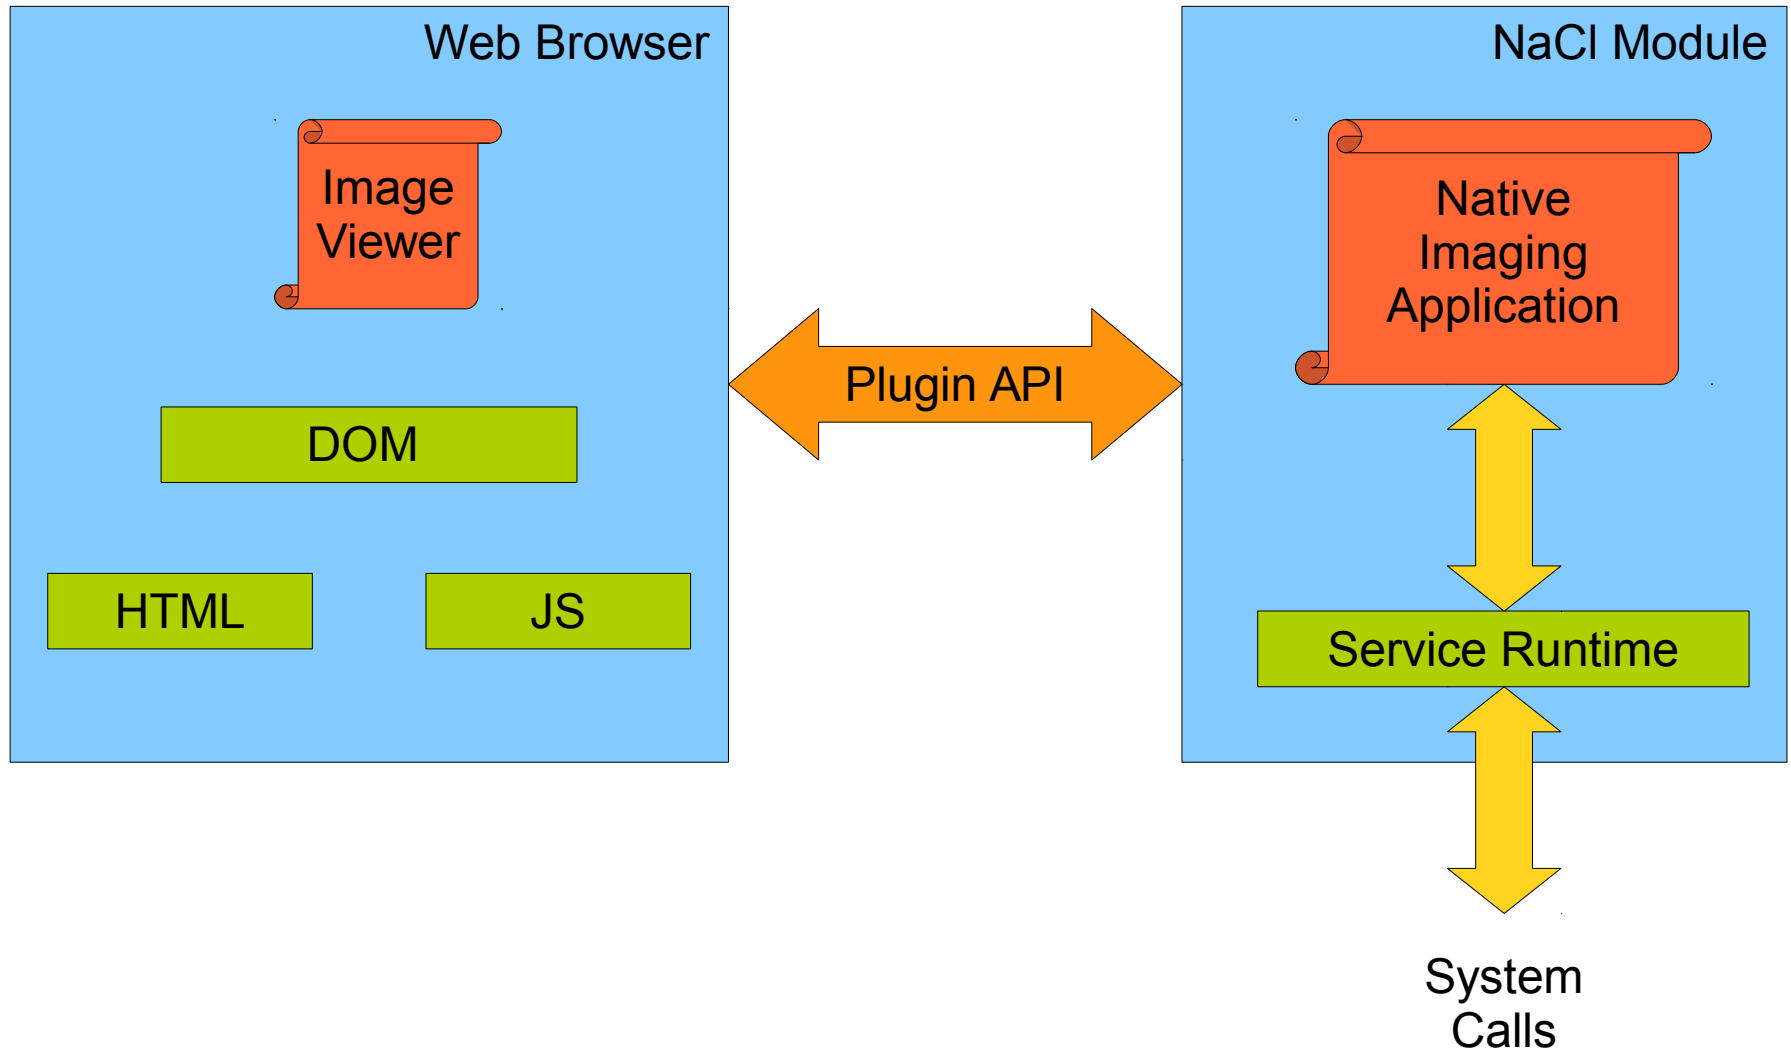 Web Browser
Image
Viewer
DOM
HTML
JS
Plugin API
NaCl Module
Native
Imaging
Application
Service Runtime
System
Calls